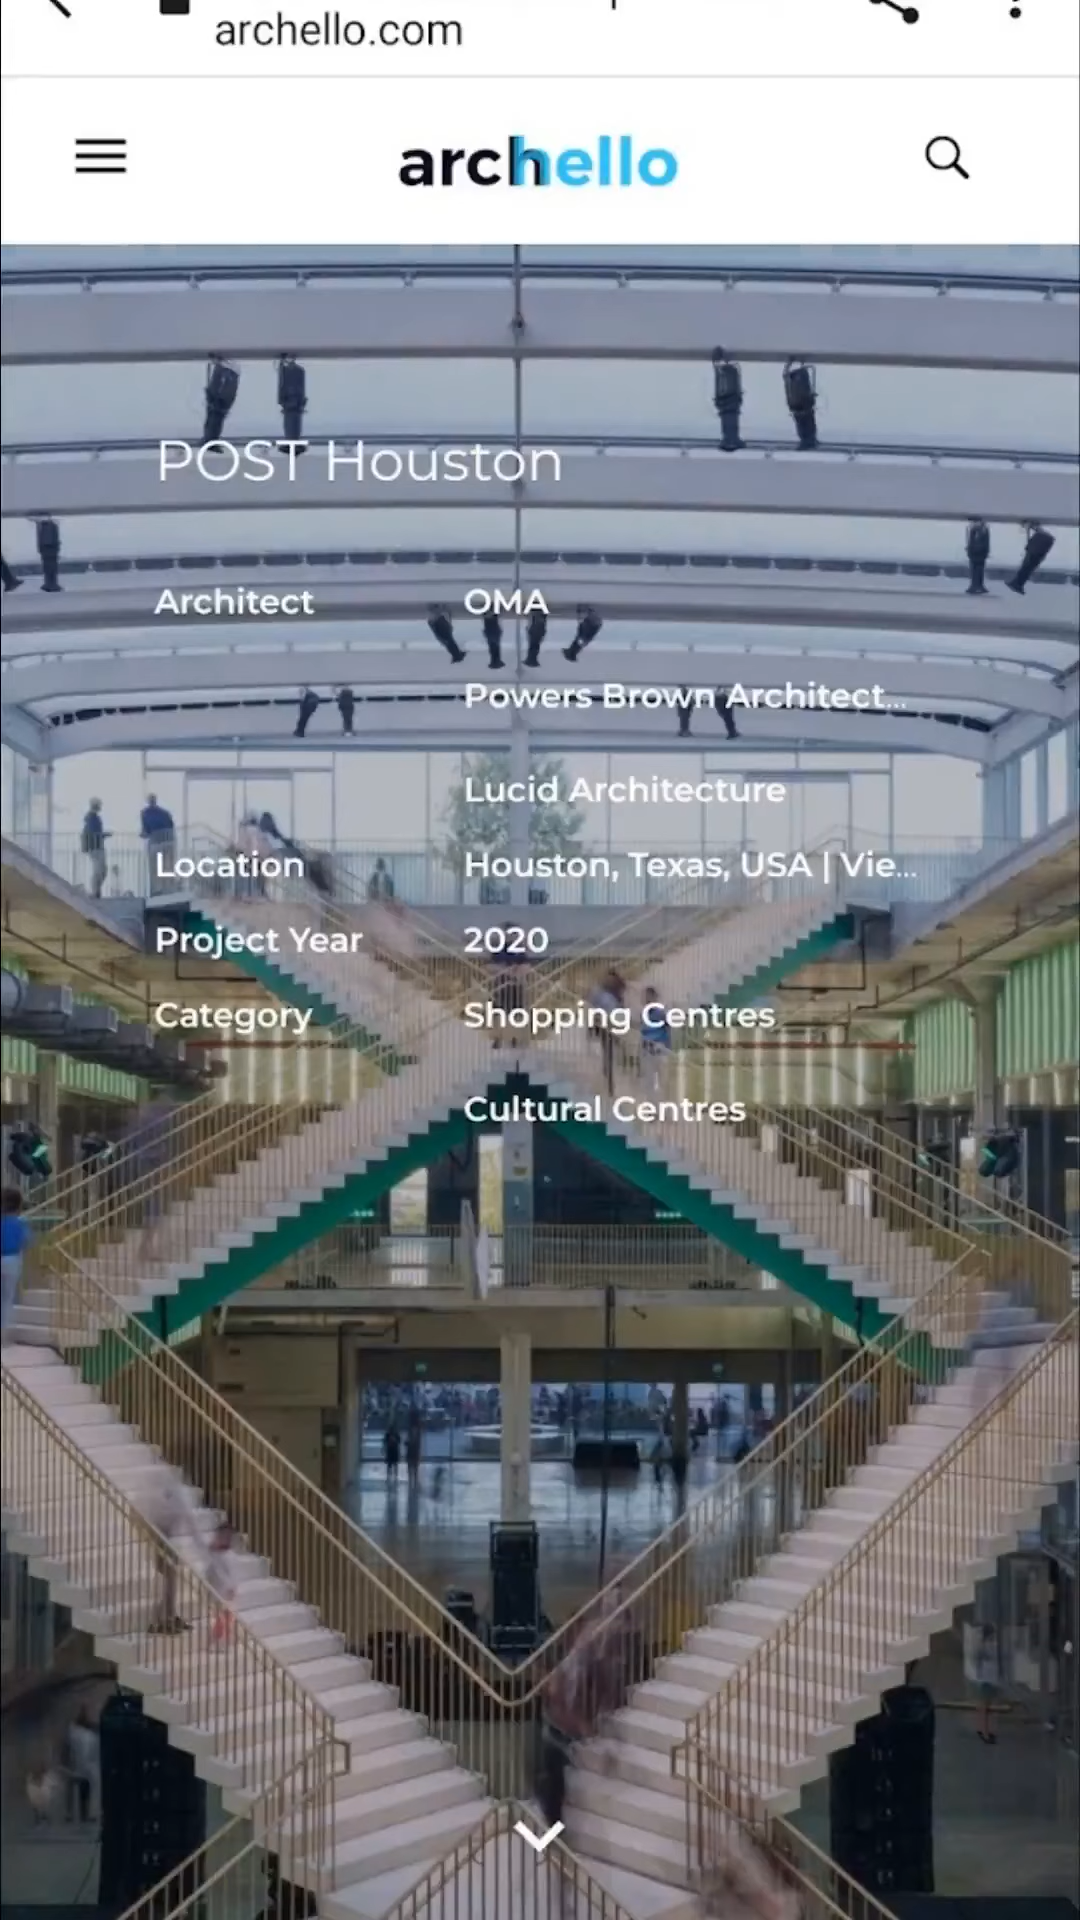 archello.com
archello
POST Houston
Architect OMA
Powers Brown Architect...
Lucid Architecture
Location Houston, Texas, USA | Vie...
Project Year 2020
Category Shopping Centres
Cultural Centres